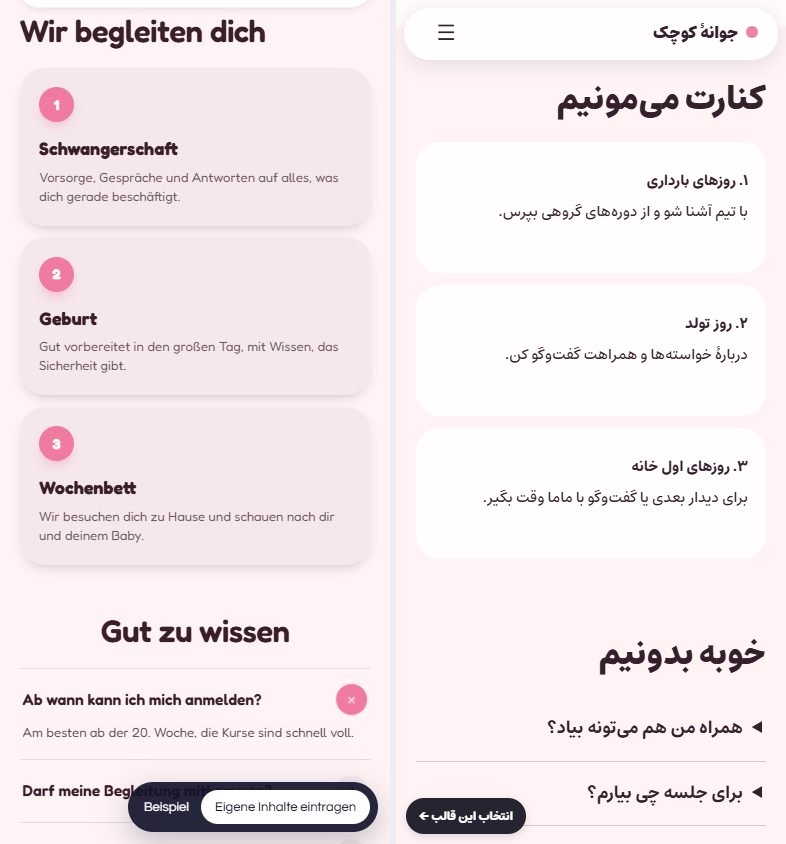 Wir begleiten dich
1
Schwangerschaft
Vorsorge, Gespräche und Antworten auf alles, was
dich gerade beschäftigt.
2
Geburt
Gut vorbereitet in den großen Tag, mit Wissen, das
Sicherheit gibt.
3
Wochenbett
Wir besuchen dich zu Hause und schauen nach dir
und deinem Baby.
Gut zu wissen
Ab wann kann ich mich anmelden?
Am besten ab der 20. Woche, die Kurse sind schnell voll.
Darf meine Begleitung mitkommen?
Beispiel
Eigene Inhalte eintragen
جوانهٔ کوچک
کنارت می‌مونیم
۱. روزهای بارداری
با تیم آشنا شو و از دوره‌های گروهی بپرس.
۲. روز تولد
دربارهٔ خواسته‌ها و همراهت گفت‌وگو کن.
۳. روزهای اول خانه
برای دیدار بعدی یا گفت‌وگو با ماما وقت بگیر.
خوبه بدونیم
همراه من هم می‌تونه بیاد؟
برای جلسه چی بیارم؟
انتخاب این قالب ←